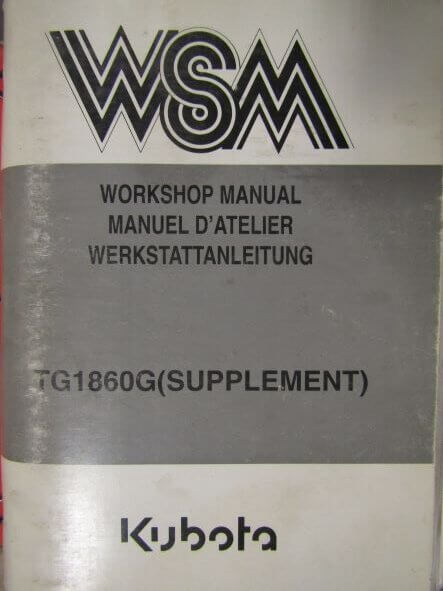 WSM
WORKSHOP MANUAL
MANUEL D'ATELIER
WERKSTATTANLEITUNG
TG1860G(SUPPLEMENT)
Kubota